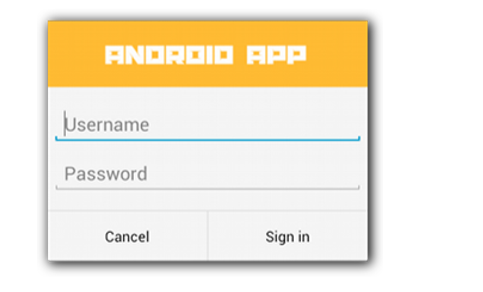 ANDROID APP
Username
Password
Cancel Sign in